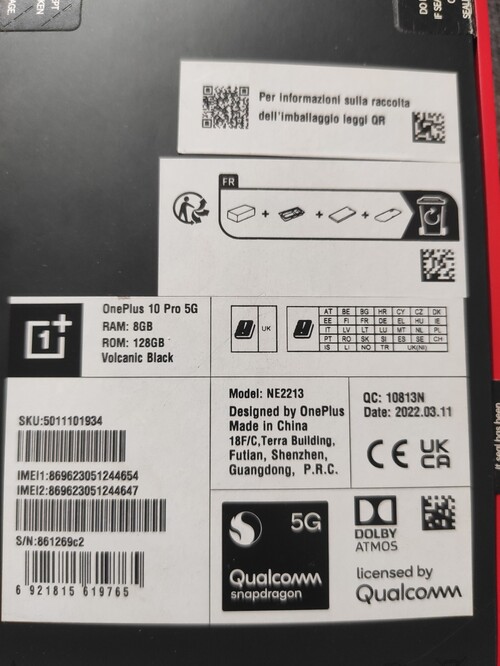 DO
IF SE
SEAL
Per informazioni sulla raccolta
dell'imballaggio leggi QR
FR
+ + +
OnePlus 10 Pro 5G
RAM: 8GB
ROM: 128GB
Volcanic Black
UK
AT BE BG HR CY CZ DK
EE FI FR DE EL HU IE
IT LV LT LU MT NL PL
PT RO SK SI ES SE CH
IS LI NO TR UK(NI)
SKU:5011101934
IMEI1:869623051244654
IMEI2:869623051244647
S/N:861269c2
6 921815 619765
Model: NE2213
Designed by OnePlus
Made in China
18F/C,Terra Building,
Futian, Shenzhen,
Guangdong, P.R.C.
QC: 10813N
Date: 2022.03.11
CE UK
CA
5G
Qualcomm
snapdragon
DOLBY
ATMOS
licensed by
Qualcomm